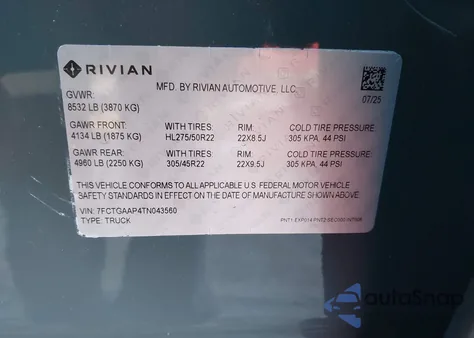 RIVIAN
MFD. BY RIVIAN AUTOMOTIVE, LLC.
07/25
GVWR:
8532 LB (3870 KG)
GAWR FRONT: WITH TIRES: RIM: COLD TIRE PRESSURE:
4134 LB (1875 KG) HL275/50R22 22X8.5J 305 KPA, 44 PSI
GAWR REAR: WITH TIRES: RIM: COLD TIRE PRESSURE:
4960 LB (2250 KG) 305/45R22 22X9.5J 305 KPA, 44 PSI
THIS VEHICLE CONFORMS TO ALL APPLICABLE U.S. FEDERAL MOTOR VEHICLE
SAFETY STANDARDS IN EFFECT ON THE DATE OF MANUFACTURE SHOWN ABOVE.
VIN: 7FCTGAAP4TN043560
TYPE: TRUCK
autoSnap